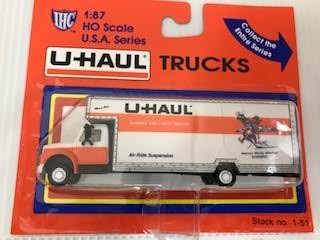 IHC
1:87
HO Scale
U.S.A. Series
Collect the
Entire Series
U-HAUL TRUCKS
U-HAUL
Air-Ride Suspension
Stock no. 1-51